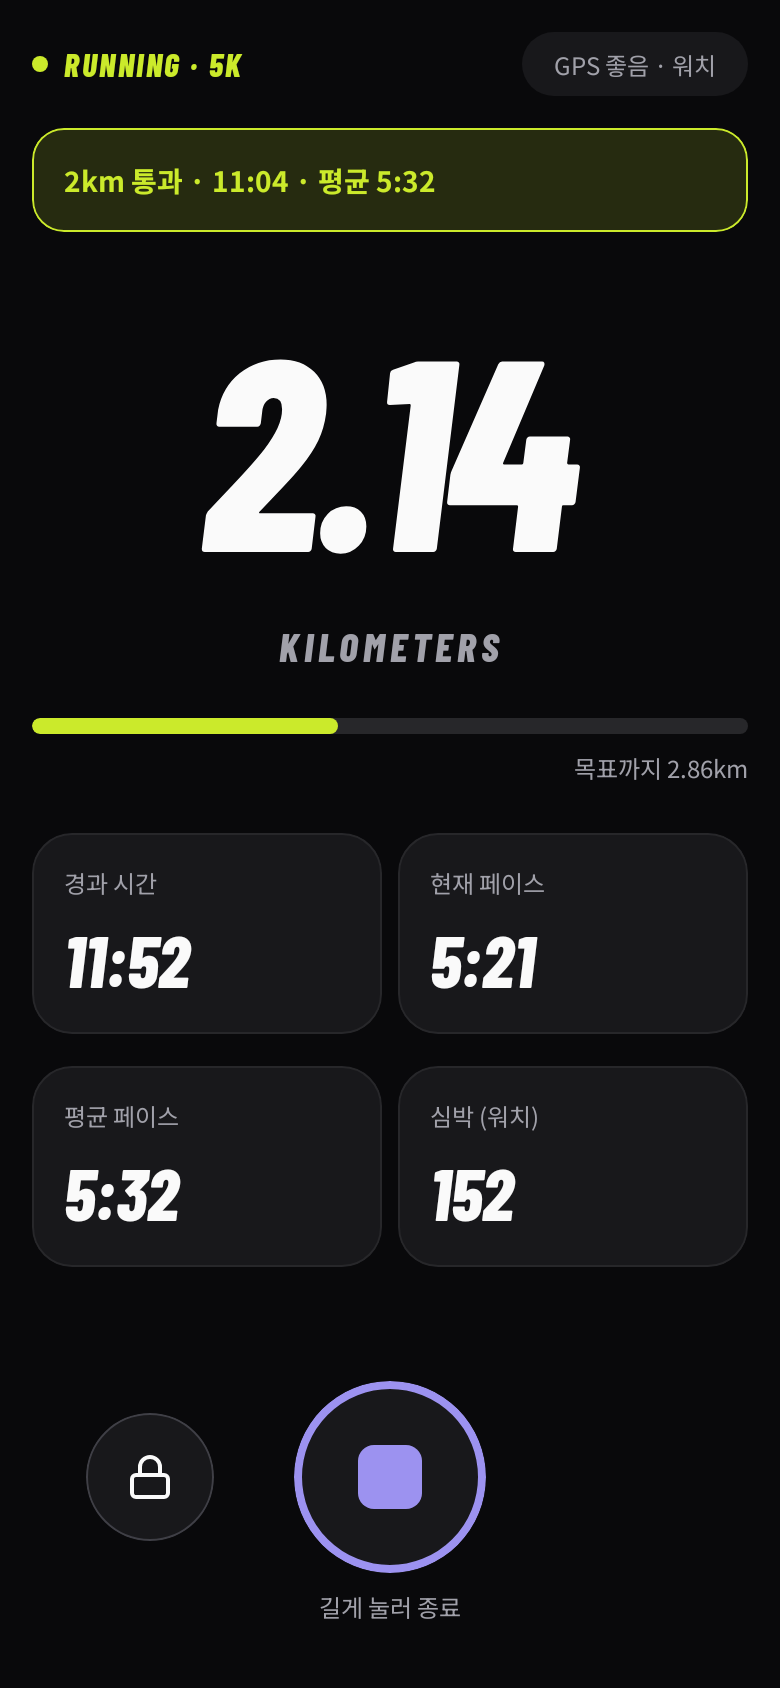 RUNNING · 5K
GPS 좋음 · 워치
2km 통과 · 11:04 · 평균 5:32
2.14
KILOMETERS
목표까지 2.86km
경과 시간
11:52
현재 페이스
5:21
평균 페이스
5:32
심박 (워치)
152
길게 눌러 종료